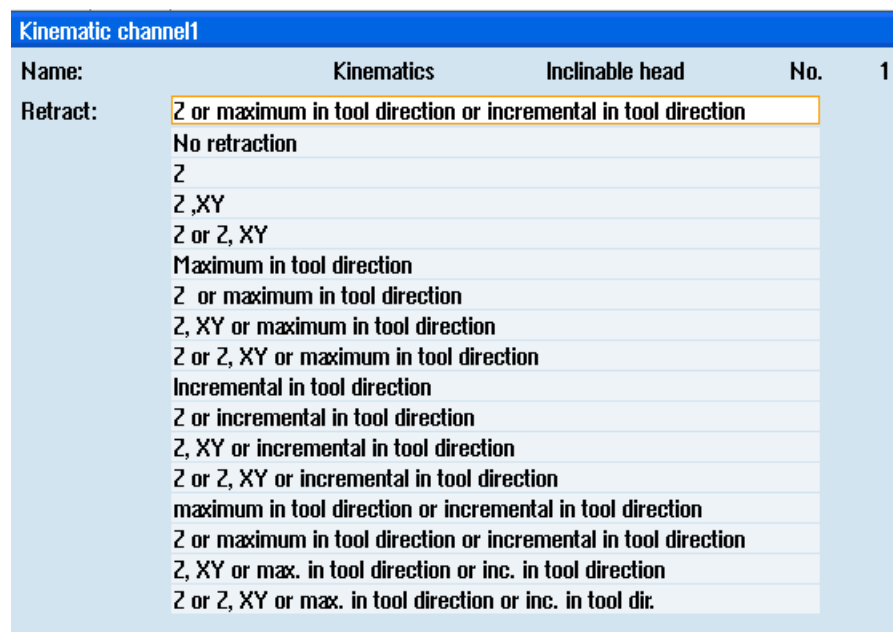 Kinematic channel1
Name: Kinematics Inclinable head No. 1
Retract: Z or maximum in tool direction or incremental in tool direction
No retraction
Z
Z ,XY
Z or Z, XY
Maximum in tool direction
Z or maximum in tool direction
Z, XY or maximum in tool direction
Z or Z, XY or maximum in tool direction
Incremental in tool direction
Z or incremental in tool direction
Z, XY or incremental in tool direction
Z or Z, XY or incremental in tool direction
maximum in tool direction or incremental in tool direction
Z or maximum in tool direction or incremental in tool direction
Z, XY or max. in tool direction or inc. in tool direction
Z or Z, XY or max. in tool direction or inc. in tool dir.